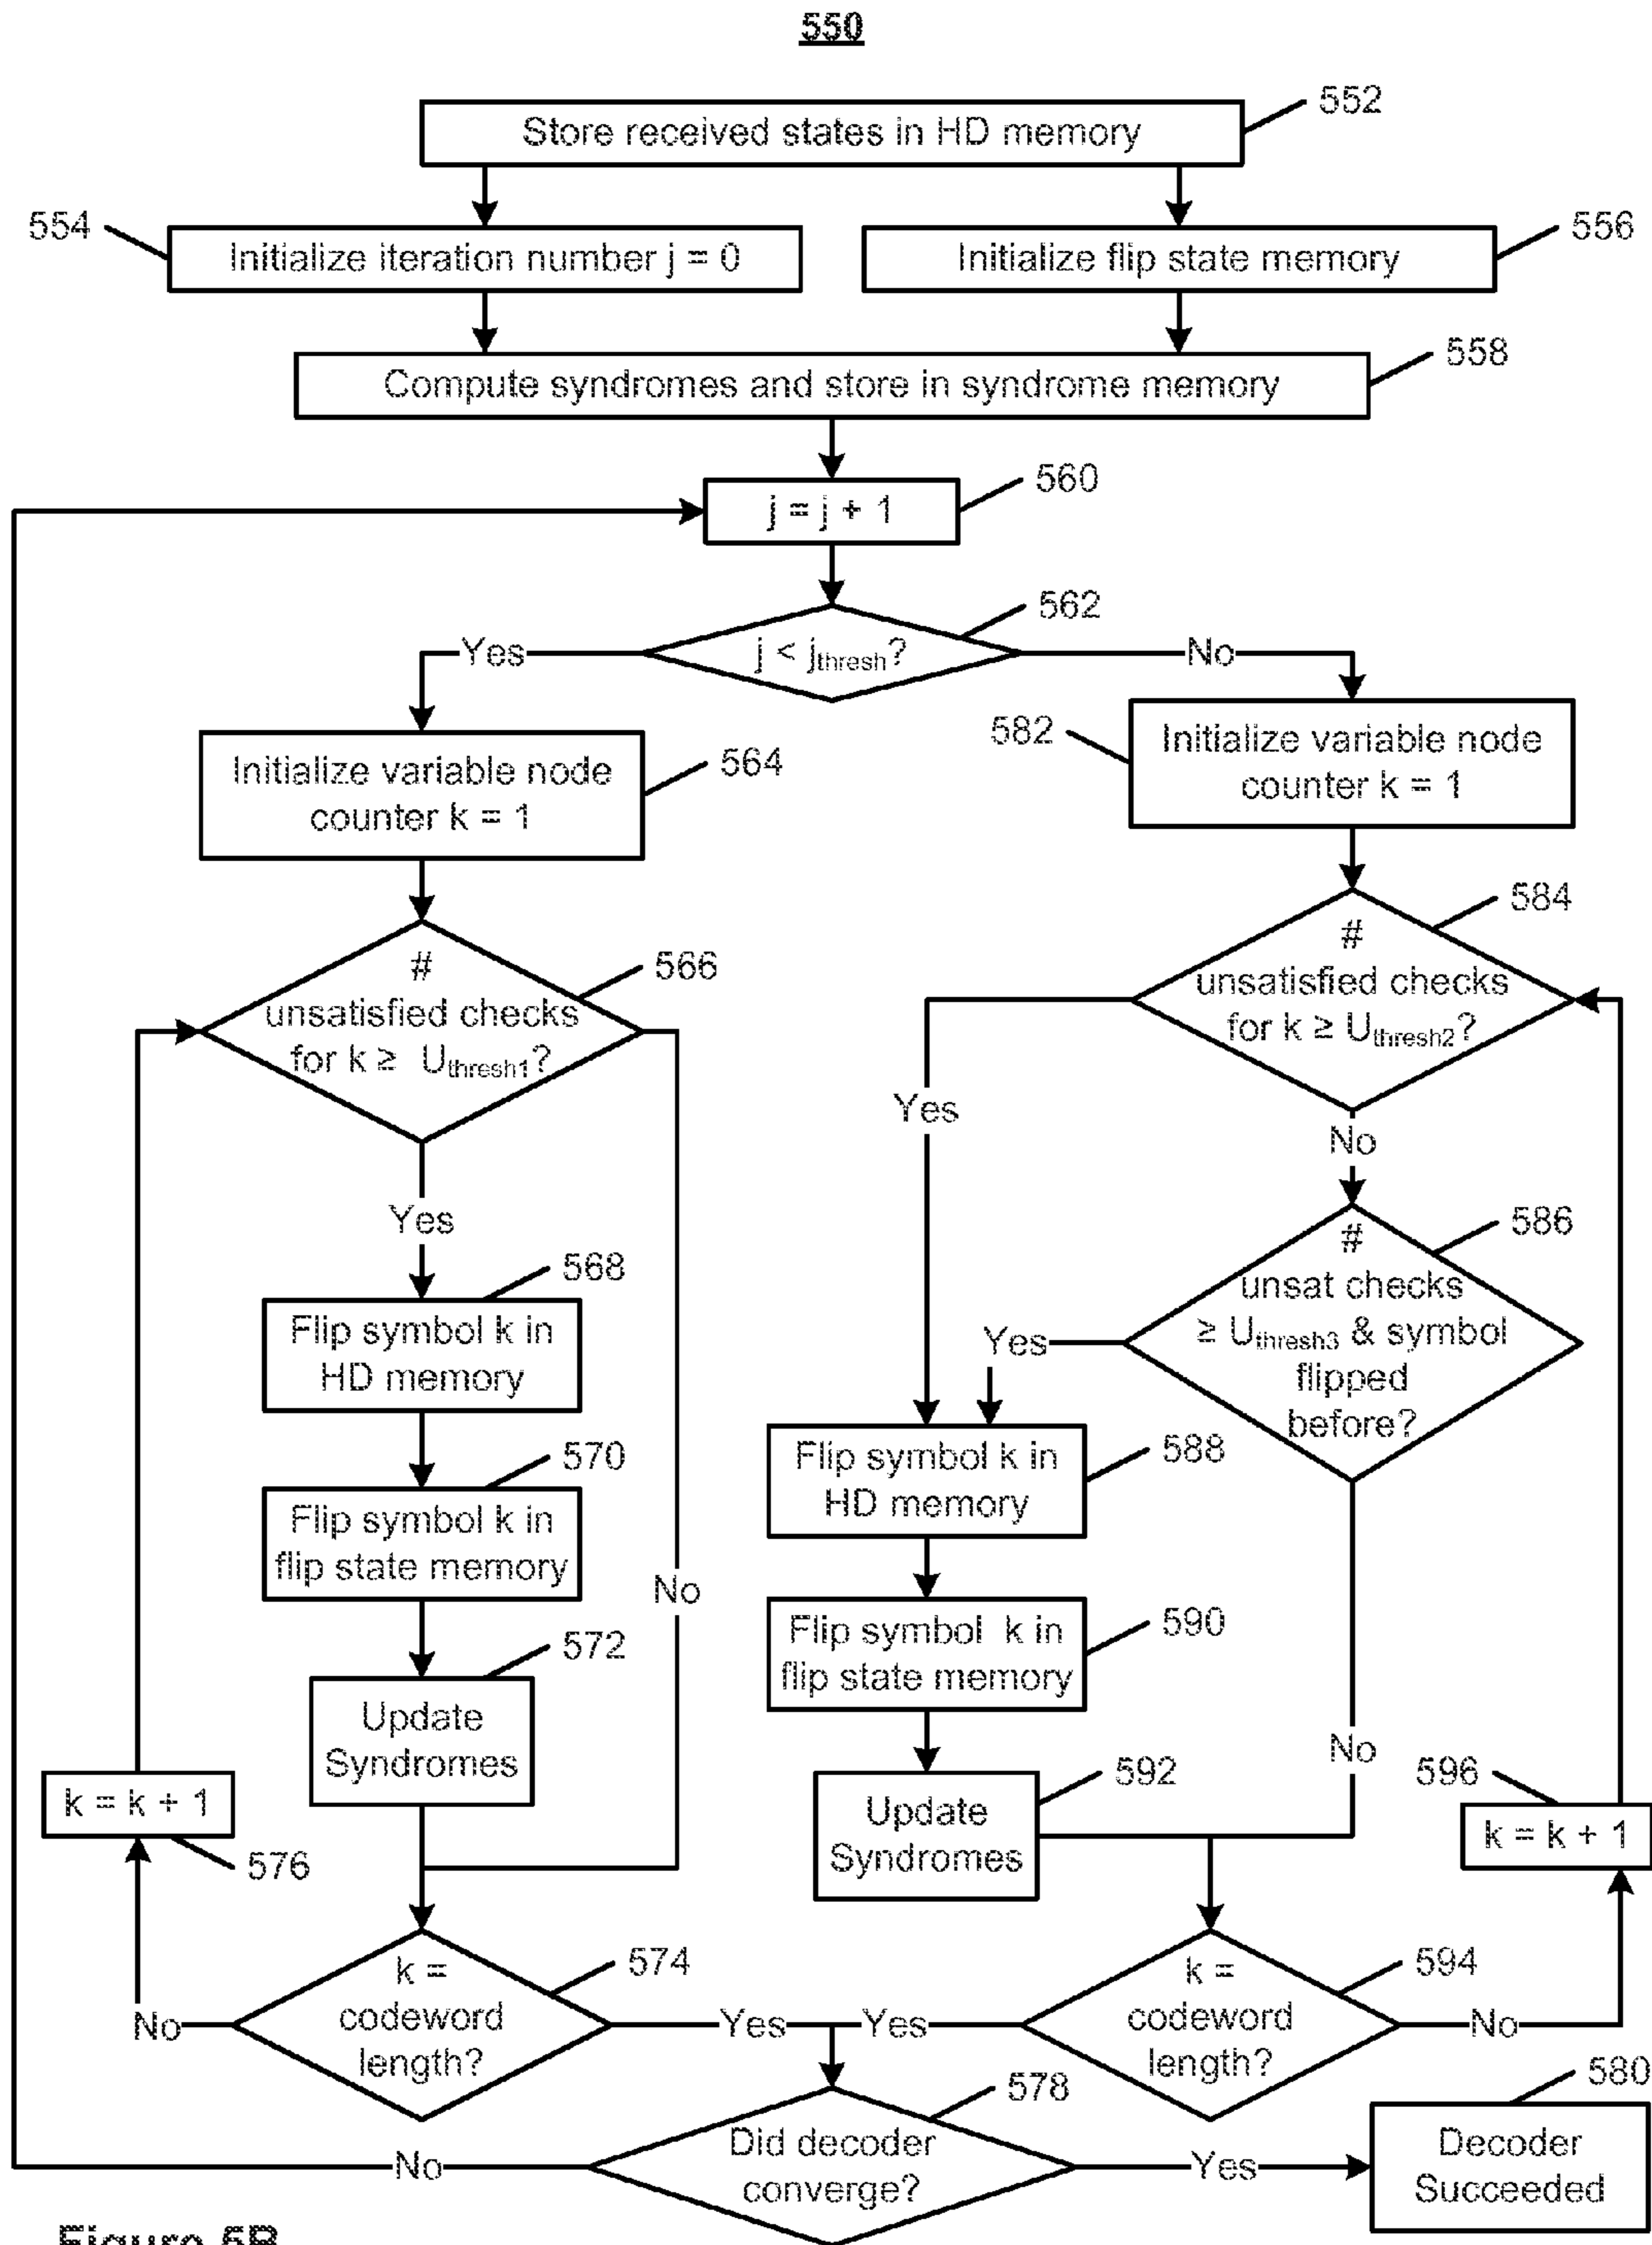 550
Store received states in HD memory
552
554
Initialize iteration number j = 0
Initialize flip state memory
556
Compute syndromes and store in syndrome memory
558
j = j + 1
560
j < jthresh?
562
Yes
No
Initialize variable node
counter k = 1
564
582
Initialize variable node
counter k = 1
#
unsatisfied checks
for k ≥ Uthresh1?
566
#
unsatisfied checks
for k ≥ Uthresh2?
584
Yes
No
Yes
No
#
unsat checks
≥ Uthresh3 & symbol
flipped
before?
586
Yes
No
Flip symbol k in
HD memory
568
Flip symbol k in
flip state memory
570
Update
Syndromes
572
Flip symbol k in
HD memory
588
Flip symbol k in
flip state memory
590
Update
Syndromes
592
k = k + 1
576
596
k = k + 1
k =
codeword
length?
574
No
Yes
k =
codeword
length?
594
Yes
No
Did decoder
converge?
578
No
Yes
Decoder
Succeeded
580
Figure 5B